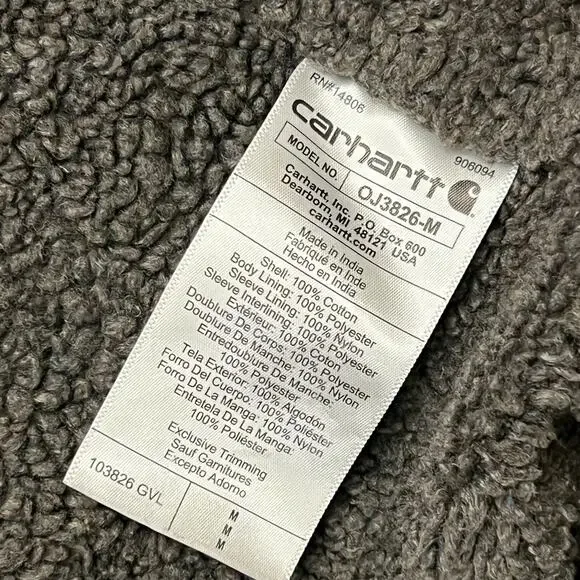 RN#14806
906094
carhartt
MODEL NO. OJ3826-M
Carhartt, Inc. P.O. Box 600
Dearborn, MI 48121 USA
carhartt.com
Made in India
Fabriqué en Inde
Hecho en India
Shell: 100% Cotton
Body Lining: 100% Polyester
Sleeve Lining: 100% Nylon
Sleeve Interlining: 100% Polyester
Extérieur: 100% Coton
Doublure De Corps: 100% Polyester
Doublure De Manche: 100% Nylon
Entredoublure De Manche:
100% Polyester
Tela Exterior: 100% Algodón
Forro Del Cuerpo: 100% Poliéster
Forro De La Manga: 100% Nylon
Entretela De La Manga:
100% Poliéster
Exclusive Trimming
Sauf Garnitures
Excepto Adorno
103826 GVL
M
M
M